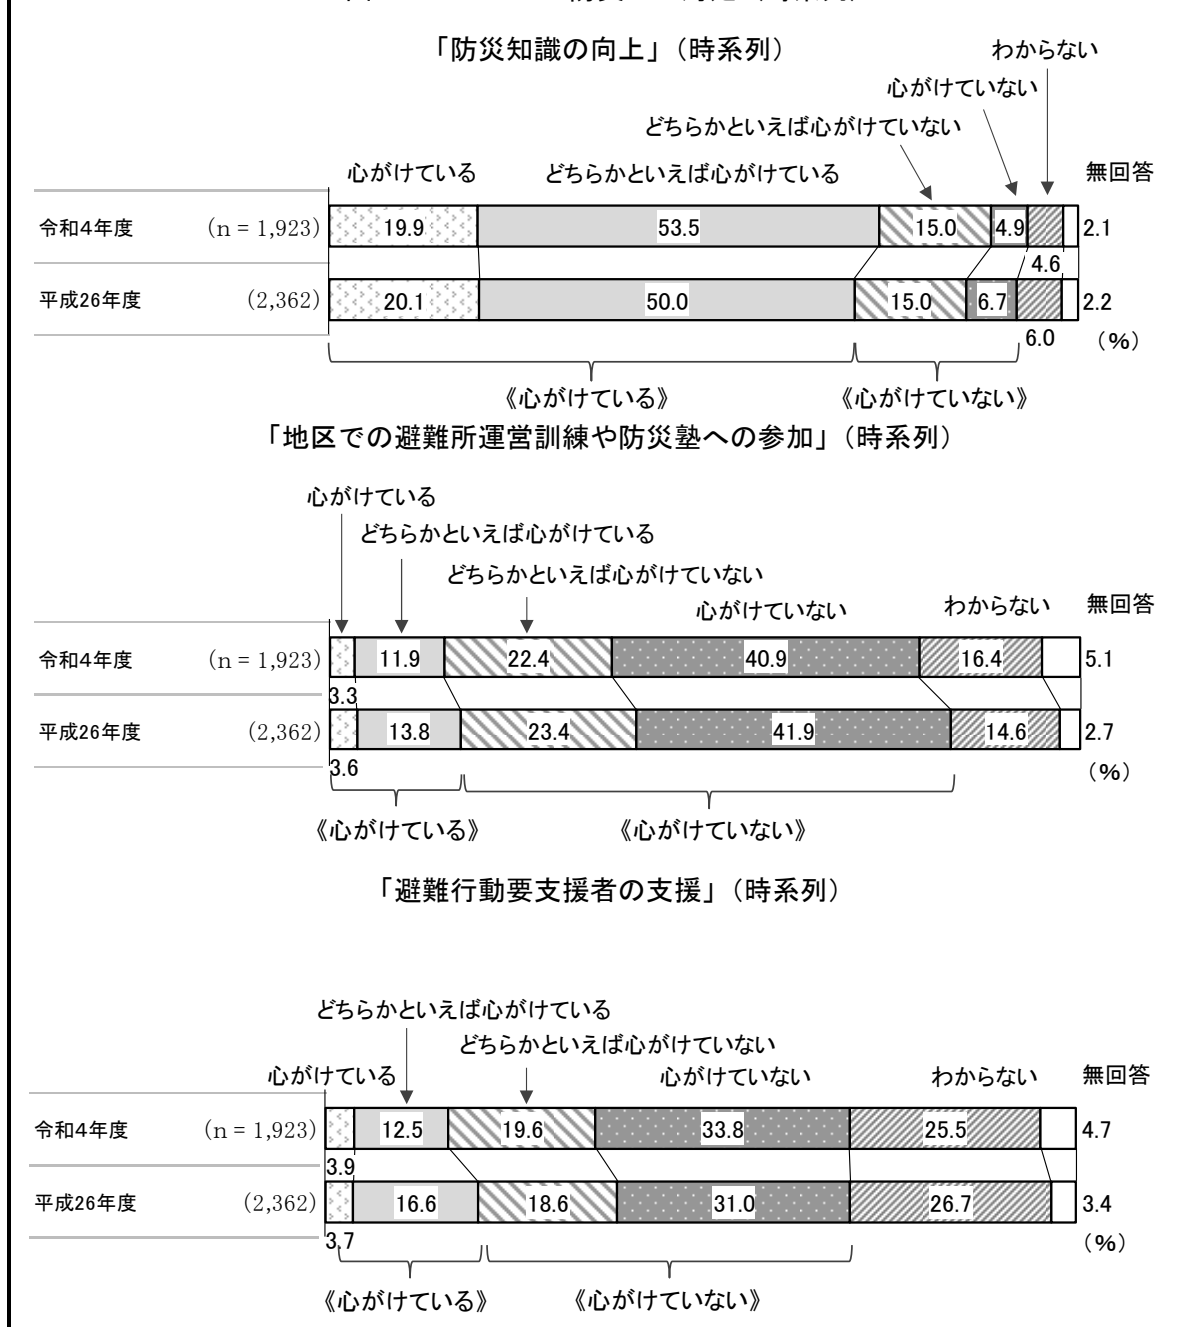 「防災知識の向上」（時系列）
わからない
心がけていない
どちらかといえば心がけていない
心がけている　どちらかといえば心がけている　無回答
令和4年度 (n = 1,923) 19.9 53.5 15.0 4.9 2.1
4.6
平成26年度 (2,362) 20.1 50.0 15.0 6.7 2.2
6.0 （%）
《心がけている》 《心がけていない》
「地区での避難所運営訓練や防災塾への参加」（時系列）
心がけている
どちらかといえば心がけている
どちらかといえば心がけていない
心がけていない わからない 無回答
令和4年度 (n = 1,923) 11.9 22.4 40.9 16.4 5.1
3.3
平成26年度 (2,362) 13.8 23.4 41.9 14.6 2.7
3.6 （%）
《心がけている》 《心がけていない》
「避難行動要支援者の支援」（時系列）
どちらかといえば心がけている
どちらかといえば心がけていない
心がけている 心がけていない わからない 無回答
令和4年度 (n = 1,923) 12.5 19.6 33.8 25.5 4.7
3.9
平成26年度 (2,362) 16.6 18.6 31.0 26.7 3.4
3.7 （%）
《心がけている》 《心がけていない》